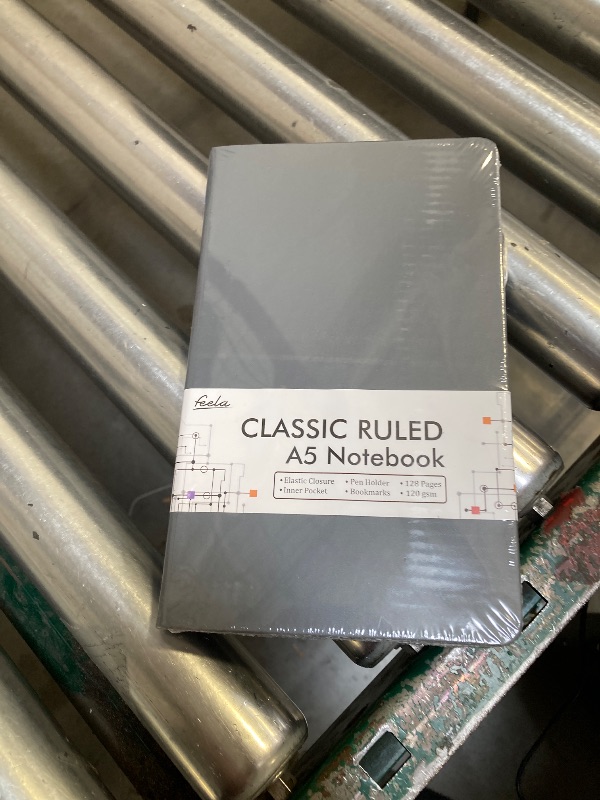 feela
CLASSIC RULED
A5 Notebook
• Elastic Closure • Pen Holder • 128 Pages
• Inner Pocket • Bookmarks • 120 gsm